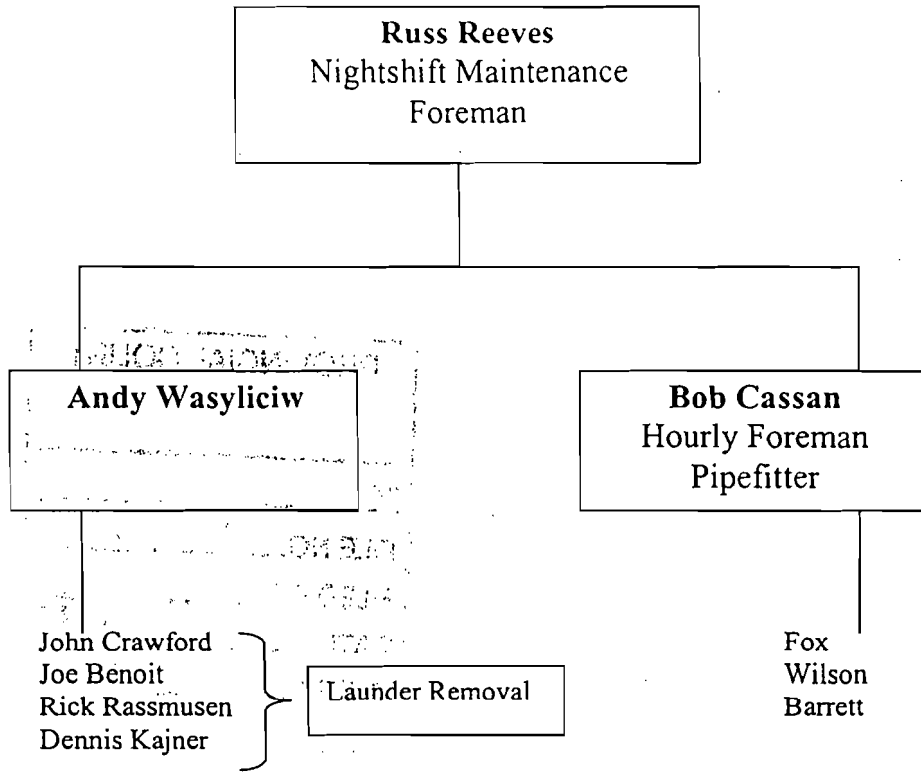 Russ Reeves
Nightshift Maintenance
Foreman
Andy Wasyliciw
Bob Cassan
Hourly Foreman
Pipefitter
John Crawford
Joe Benoit
Rick Rassmusen
Dennis Kajner
Launder Removal
Fox
Wilson
Barrett